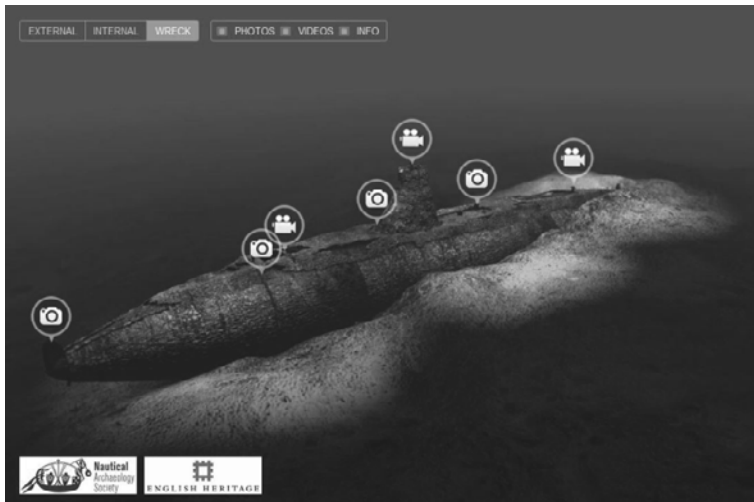 EXTERNAL INTERNAL WRECK PHOTOS VIDEOS INFO
Nautical
Archaeology
Society
ENGLISH HERITAGE